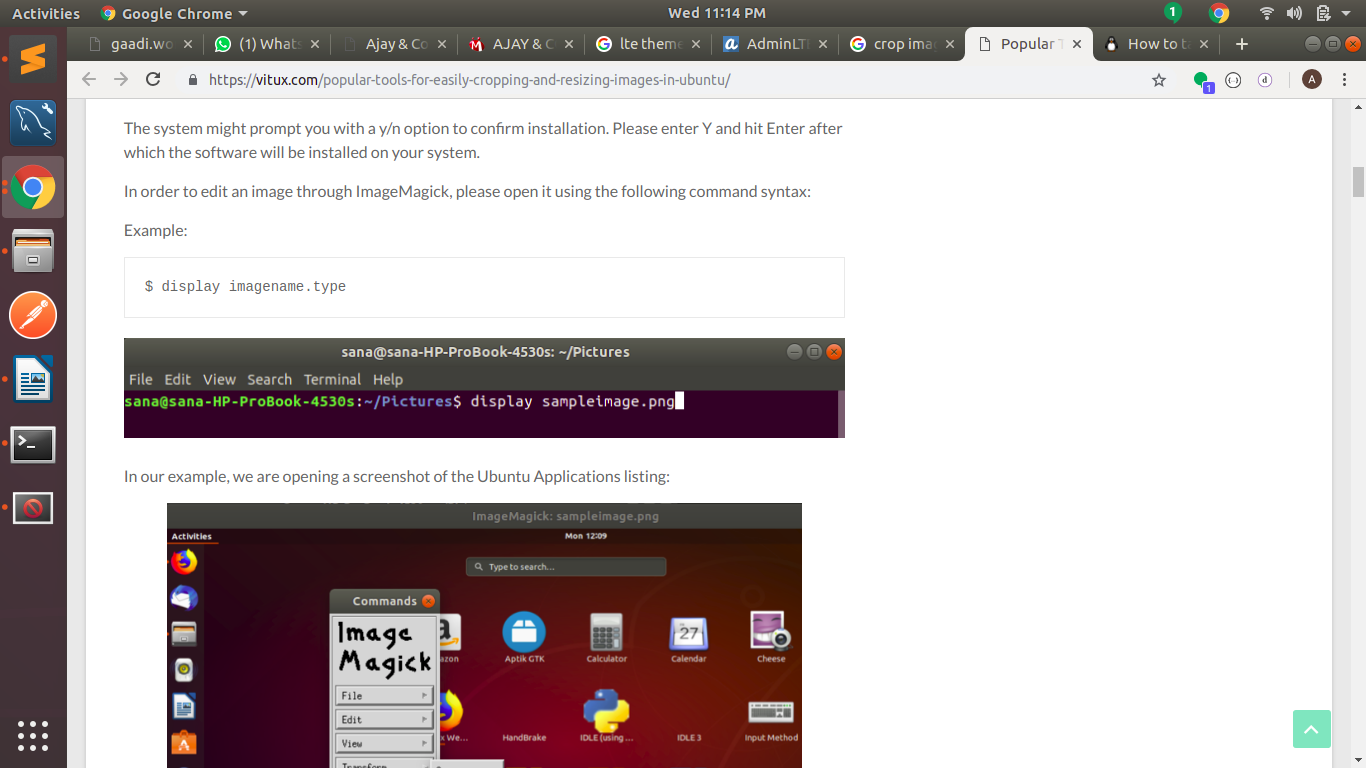 Activities Google Chrome Wed 11:14 PM 1
gaadi.wo (1) Whats Ajay & Co AJAY & C lte theme AdminLT crop ima Popular How to ta
https://vitux.com/popular-tools-for-easily-cropping-and-resizing-images-in-ubuntu/ 1 A
The system might prompt you with a y/n option to confirm installation. Please enter Y and hit Enter after
which the software will be installed on your system.
In order to edit an image through ImageMagick, please open it using the following command syntax:
Example:
$ display imagename.type
sana@sana-HP-ProBook-4530s: ~/Pictures
File Edit View Search Terminal Help
sana@sana-HP-ProBook-4530s:~/Pictures$ display sampleimage.png
In our example, we are opening a screenshot of the Ubuntu Applications listing:
ImageMagick: sampleimage.png
Activities Mon 12:09
Type to search...
Commands
Image
Magick
azon Aptik GTK Calculator Calendar Cheese
27
File
Edit
x We... HandBrake IDLE (using ... IDLE 3 Input Method
View
Transform